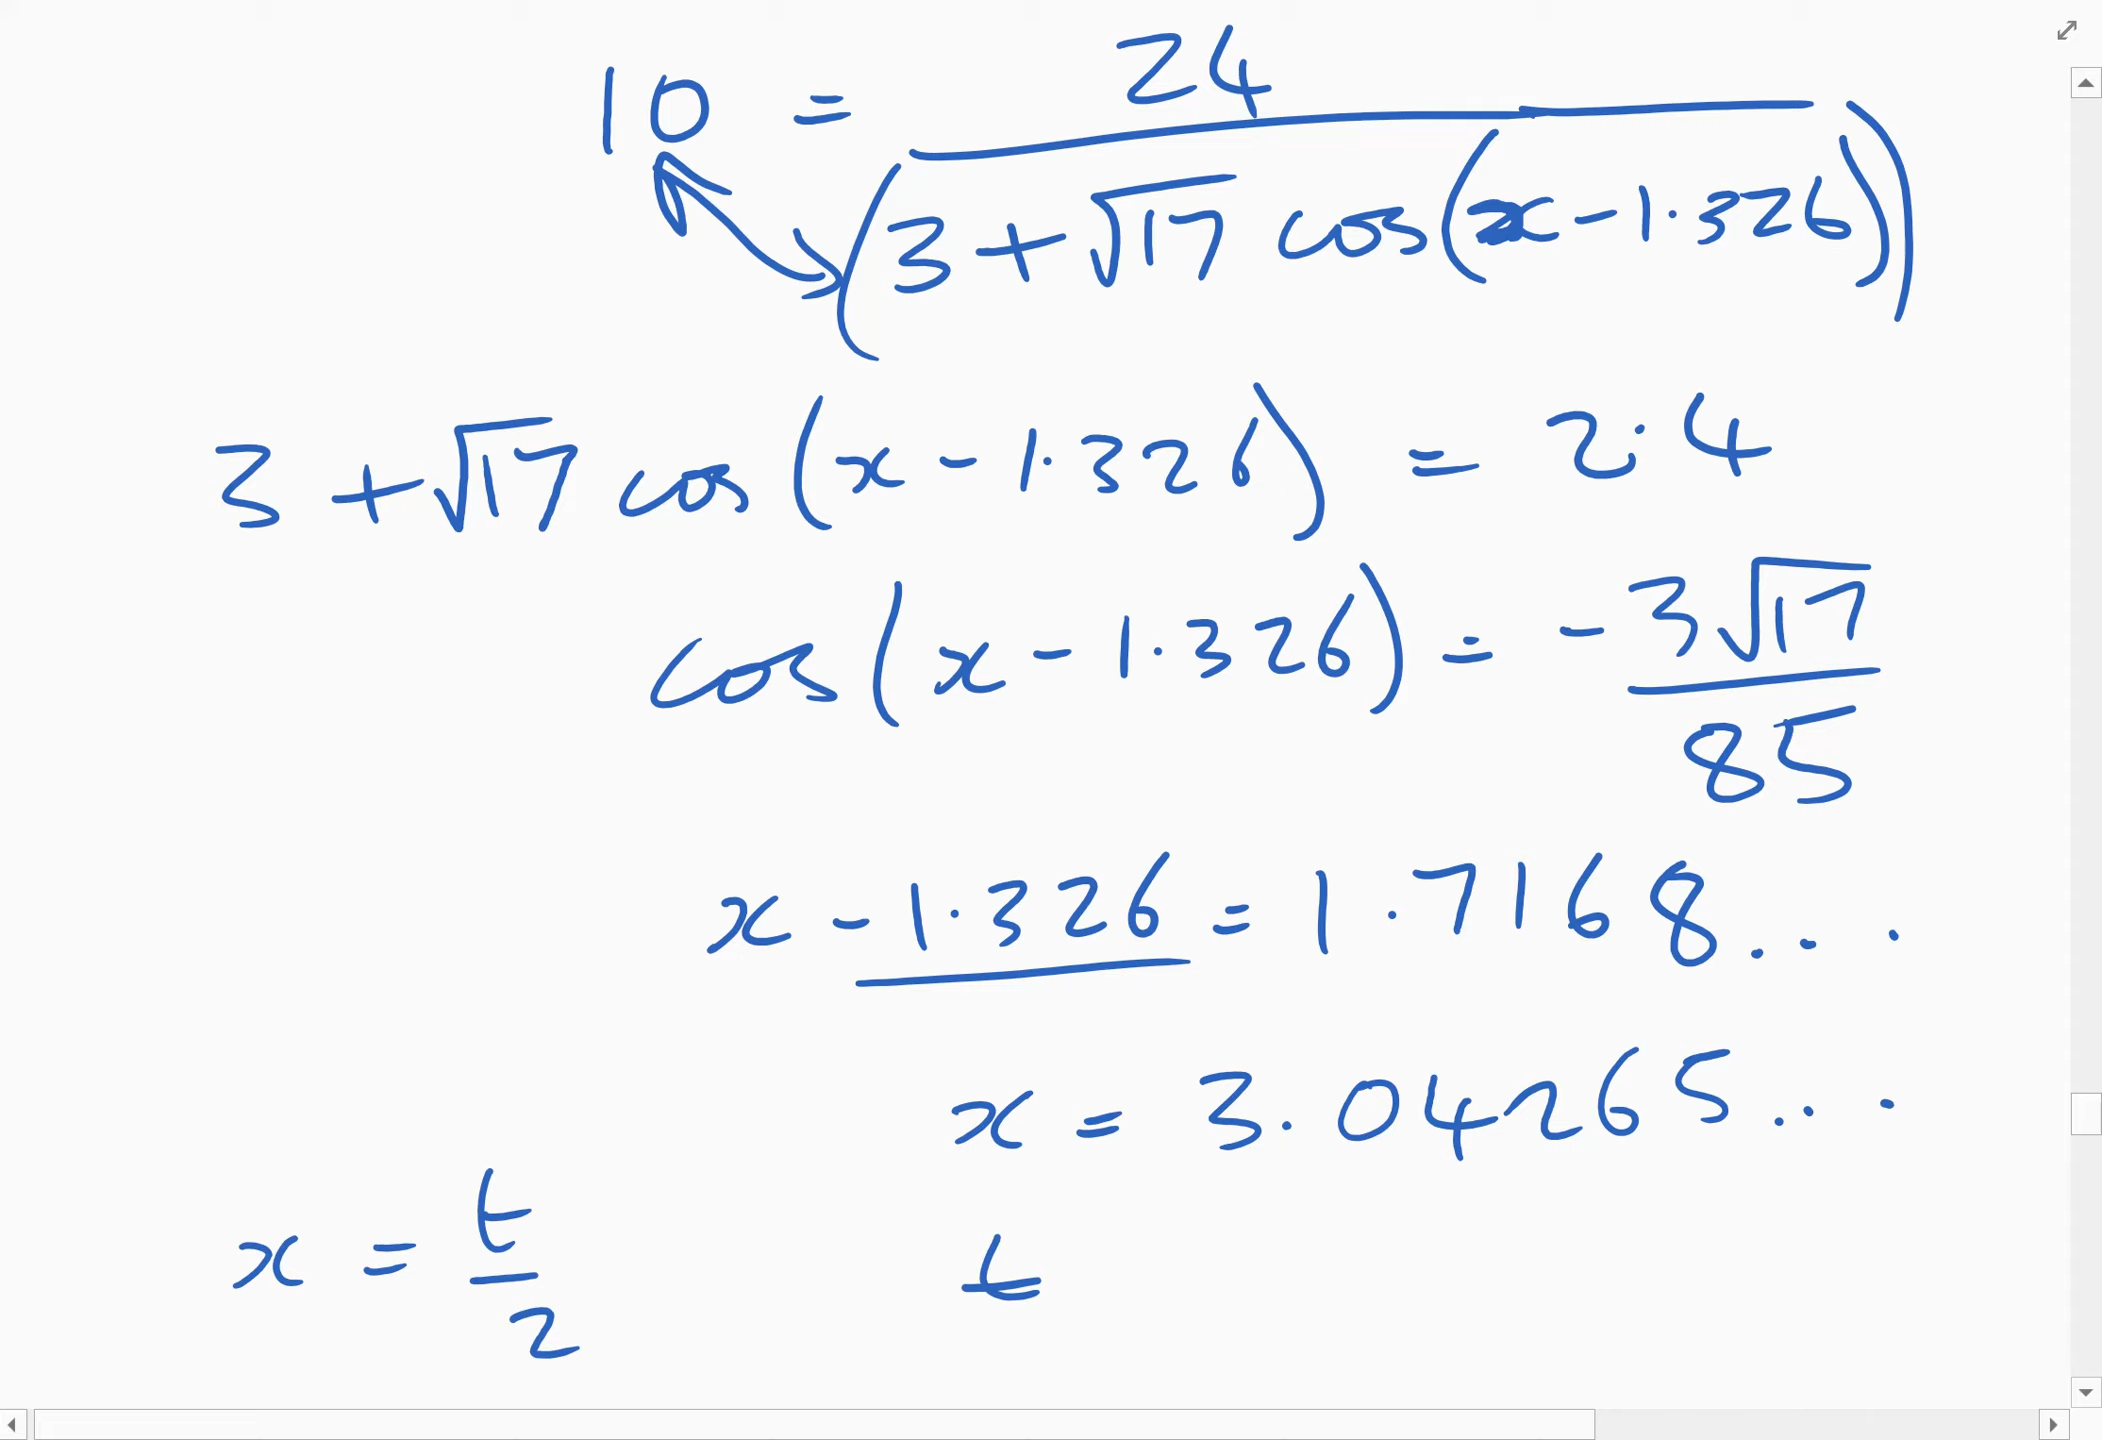 10 = 24 / (3 + √17 cos(x - 1.326))
3 + √17 cos(x - 1.326) = 2.4
cos(x - 1.326) = -3√17 / 85
x - 1.326 = 1.7168...
x = 3.04265...
x = t/2
t